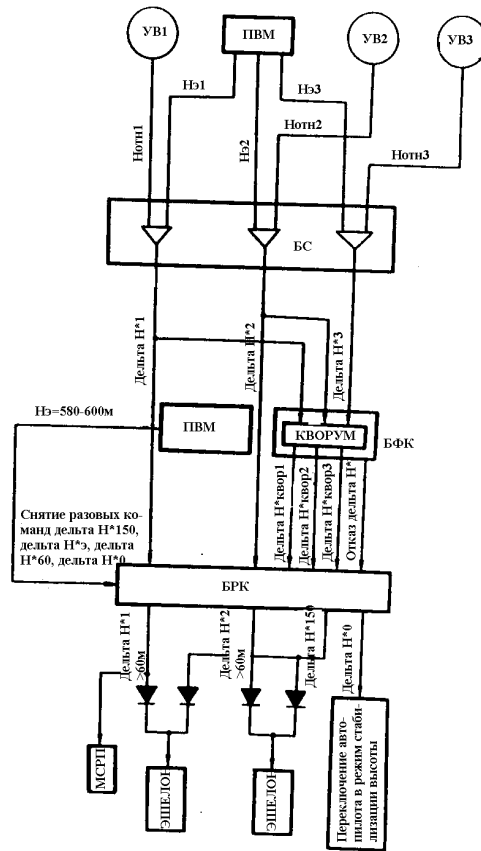 УВ1
ПВМ
УВ2
УВ3
Нэ1
Нэ3
Нотн1
Нэ2
Нотн2
Нотн3
БС
Дельта Н*1
Дельта Н*2
Дельта Н*3
Нэ=580-600м
ПВМ
КВОРУМ
БФК
Снятие разовых ко-
манд дельта Н*150,
дельта Н*э, дельта
Н*60, дельта Н*0
Дельта Н*квор1
Дельта Н*квор2
Дельта Н*квор3
Отказ дельта Н*
БРК
Дельта Н*1
>60м
Дельта Н*2
>60м
Дельта Н*150
Дельта Н*0
МСРП
ЭШЕЛОН
ЭШЕЛОН
Переключение авто-
пилота в режим стаби-
лизации высоты